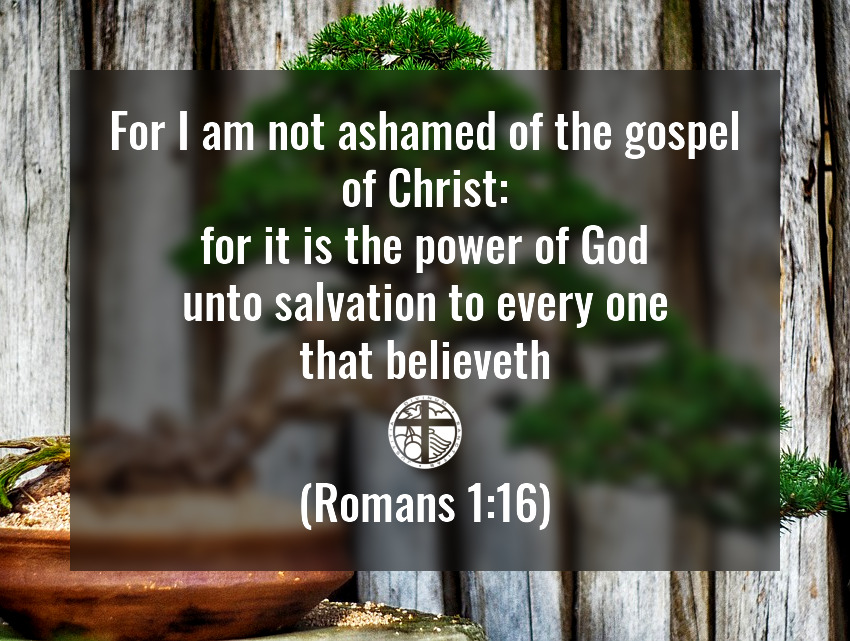 For I am not ashamed of the gospel
of Christ:
for it is the power of God
unto salvation to every one
that believeth
(Romans 1:16)